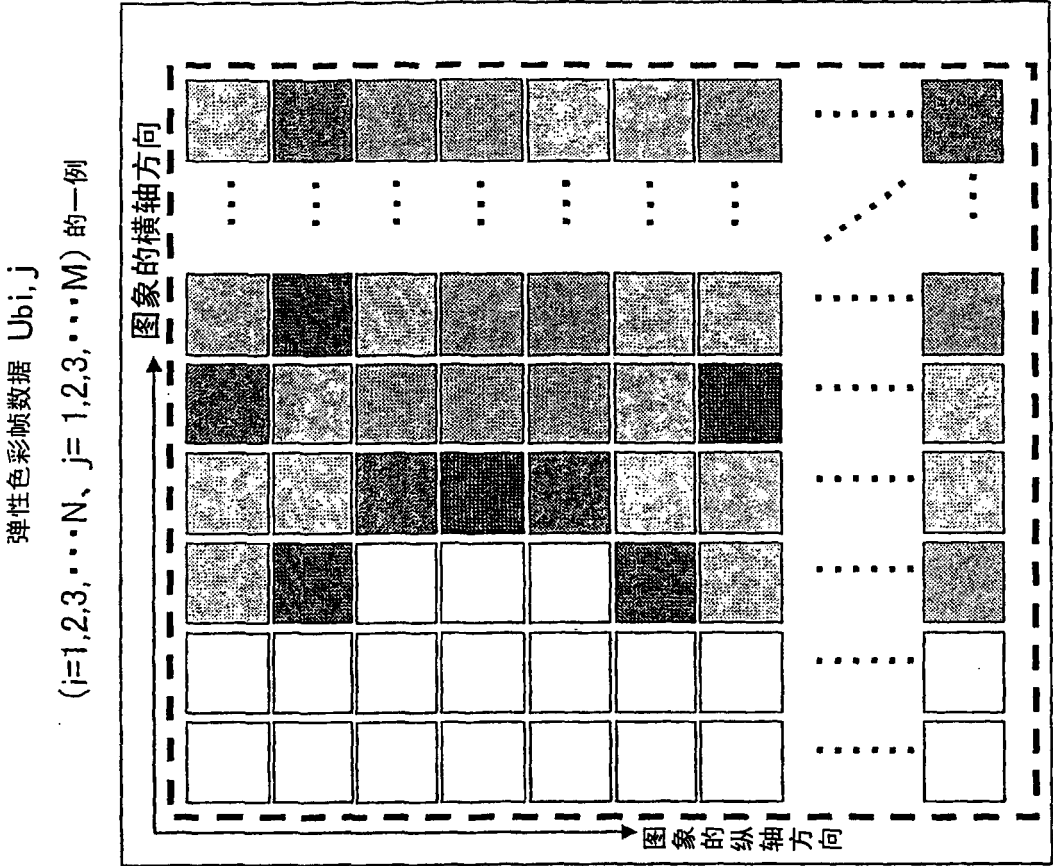 弹性色彩帧数据 Ubi,j
(i=1,2,3,···N、j= 1,2,3,···M) 的一例
图象的横轴方向
图象的纵轴方向